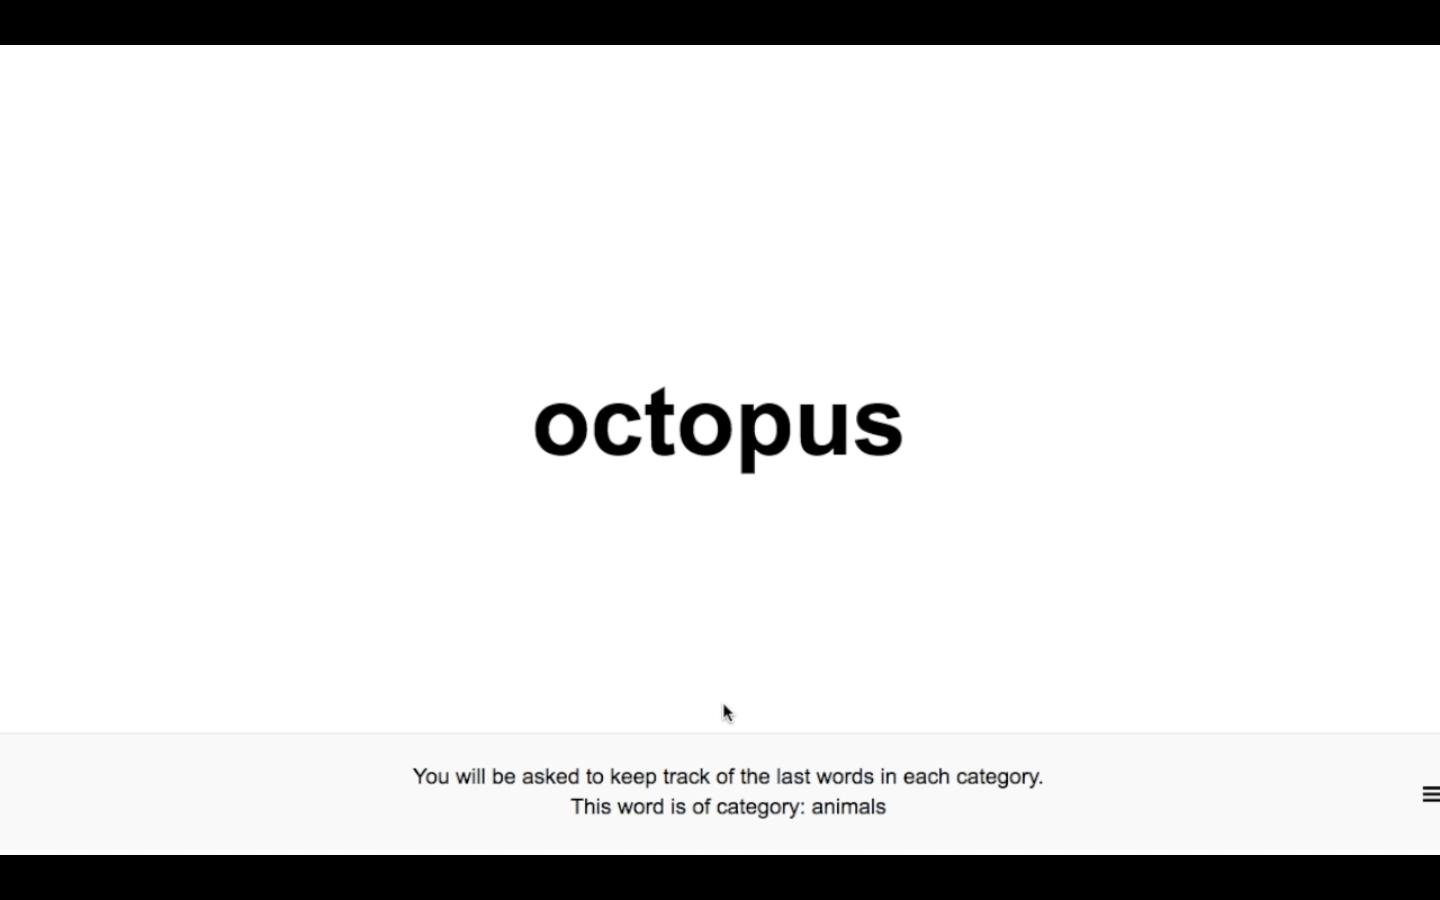 octopus
You will be asked to keep track of the last words in each category.
This word is of category: animals